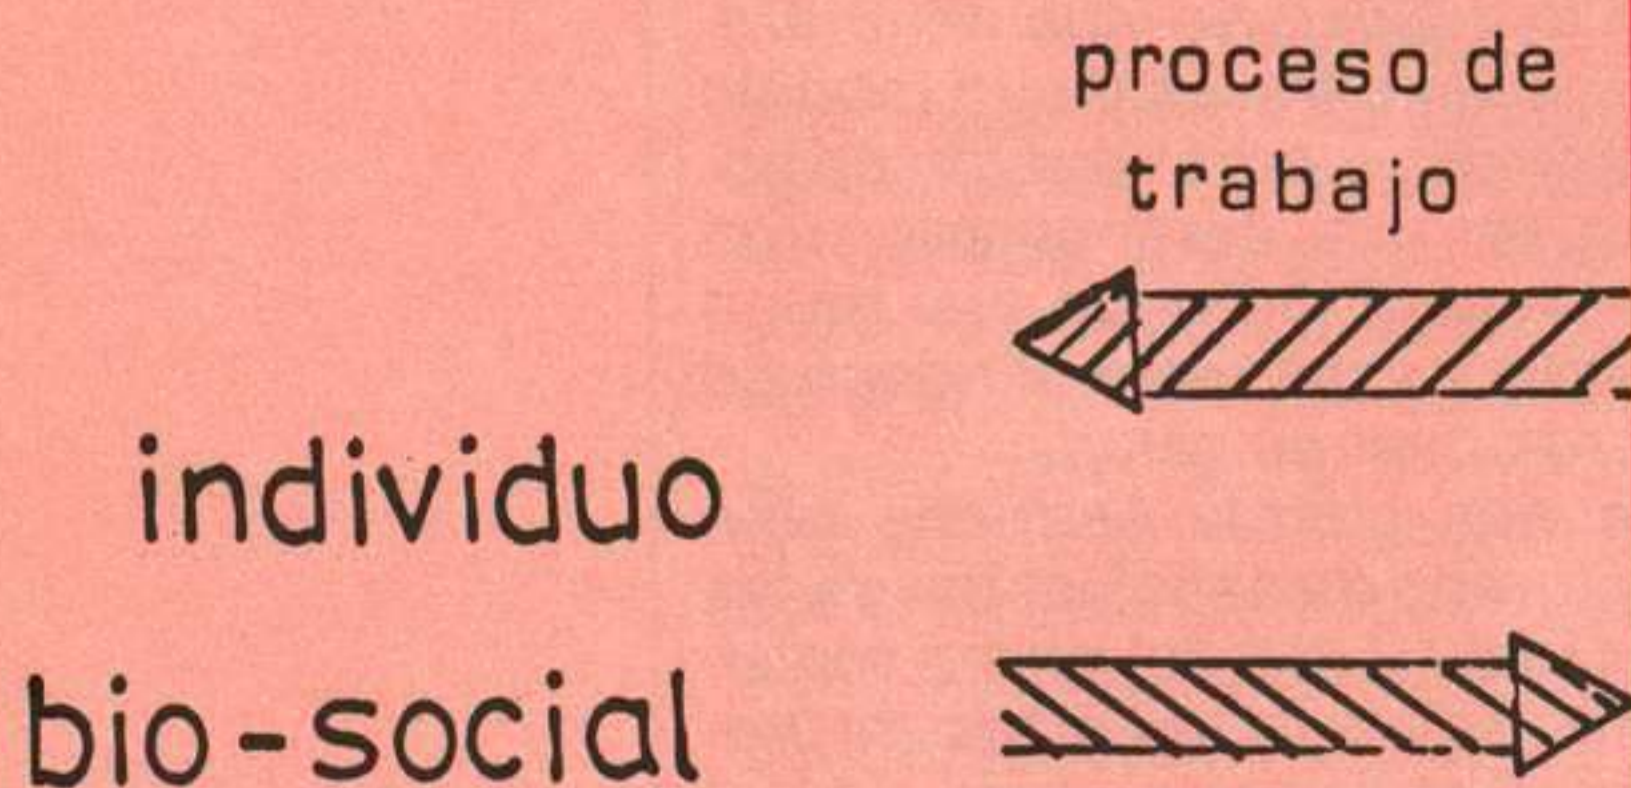 proceso de
trabajo
individuo
bio-social